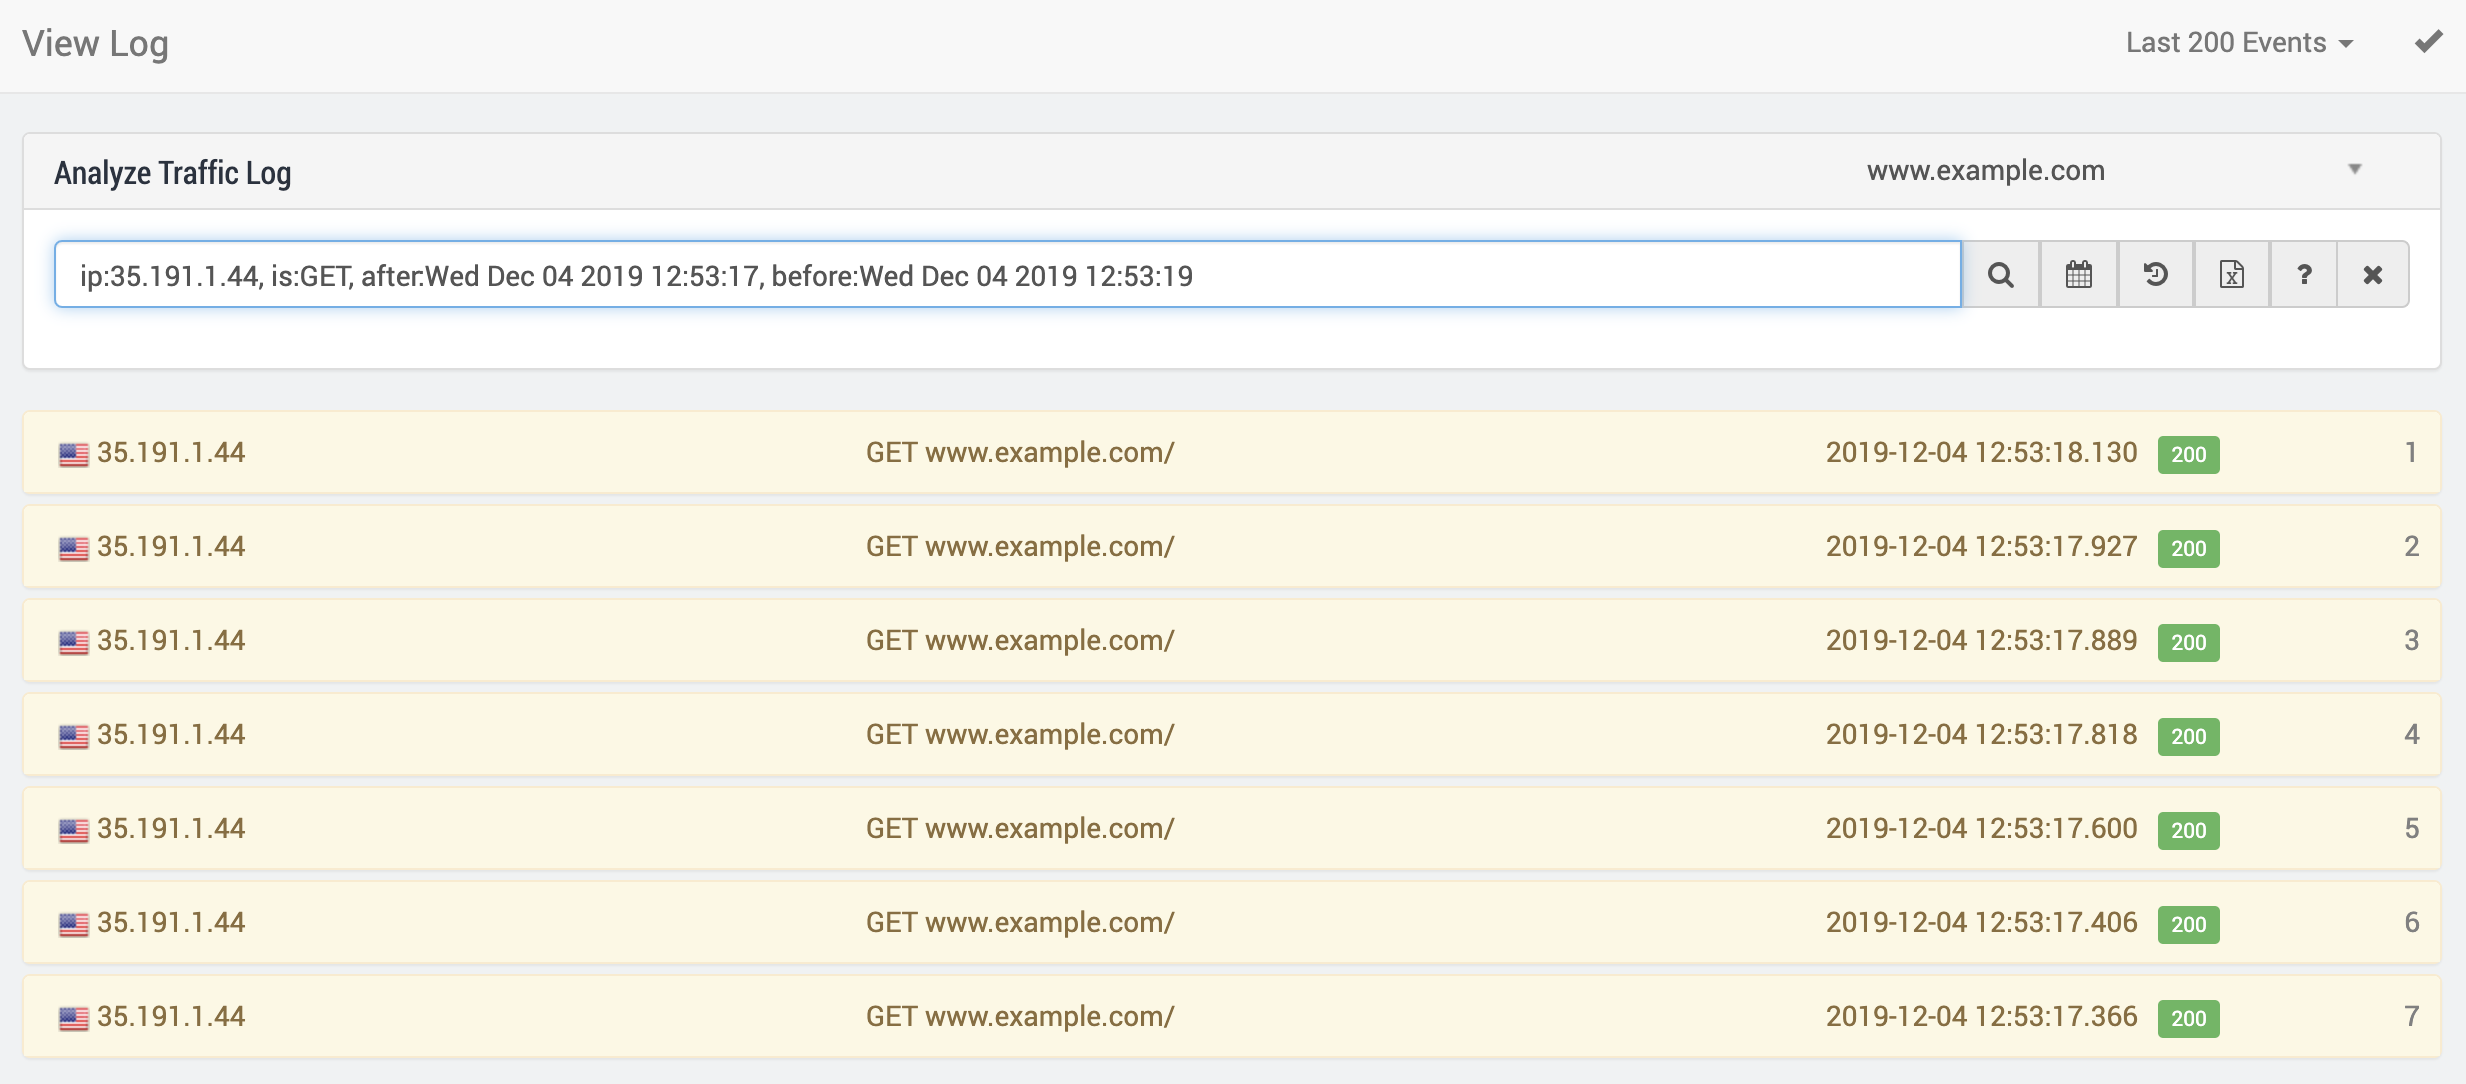 View Log
Last 200 Events
Analyze Traffic Log
www.example.com
ip:35.191.1.44, is:GET, after:Wed Dec 04 2019 12:53:17, before:Wed Dec 04 2019 12:53:19
?
35.191.1.44 GET www.example.com/ 2019-12-04 12:53:18.130 200 1
35.191.1.44 GET www.example.com/ 2019-12-04 12:53:17.927 200 2
35.191.1.44 GET www.example.com/ 2019-12-04 12:53:17.889 200 3
35.191.1.44 GET www.example.com/ 2019-12-04 12:53:17.818 200 4
35.191.1.44 GET www.example.com/ 2019-12-04 12:53:17.600 200 5
35.191.1.44 GET www.example.com/ 2019-12-04 12:53:17.406 200 6
35.191.1.44 GET www.example.com/ 2019-12-04 12:53:17.366 200 7